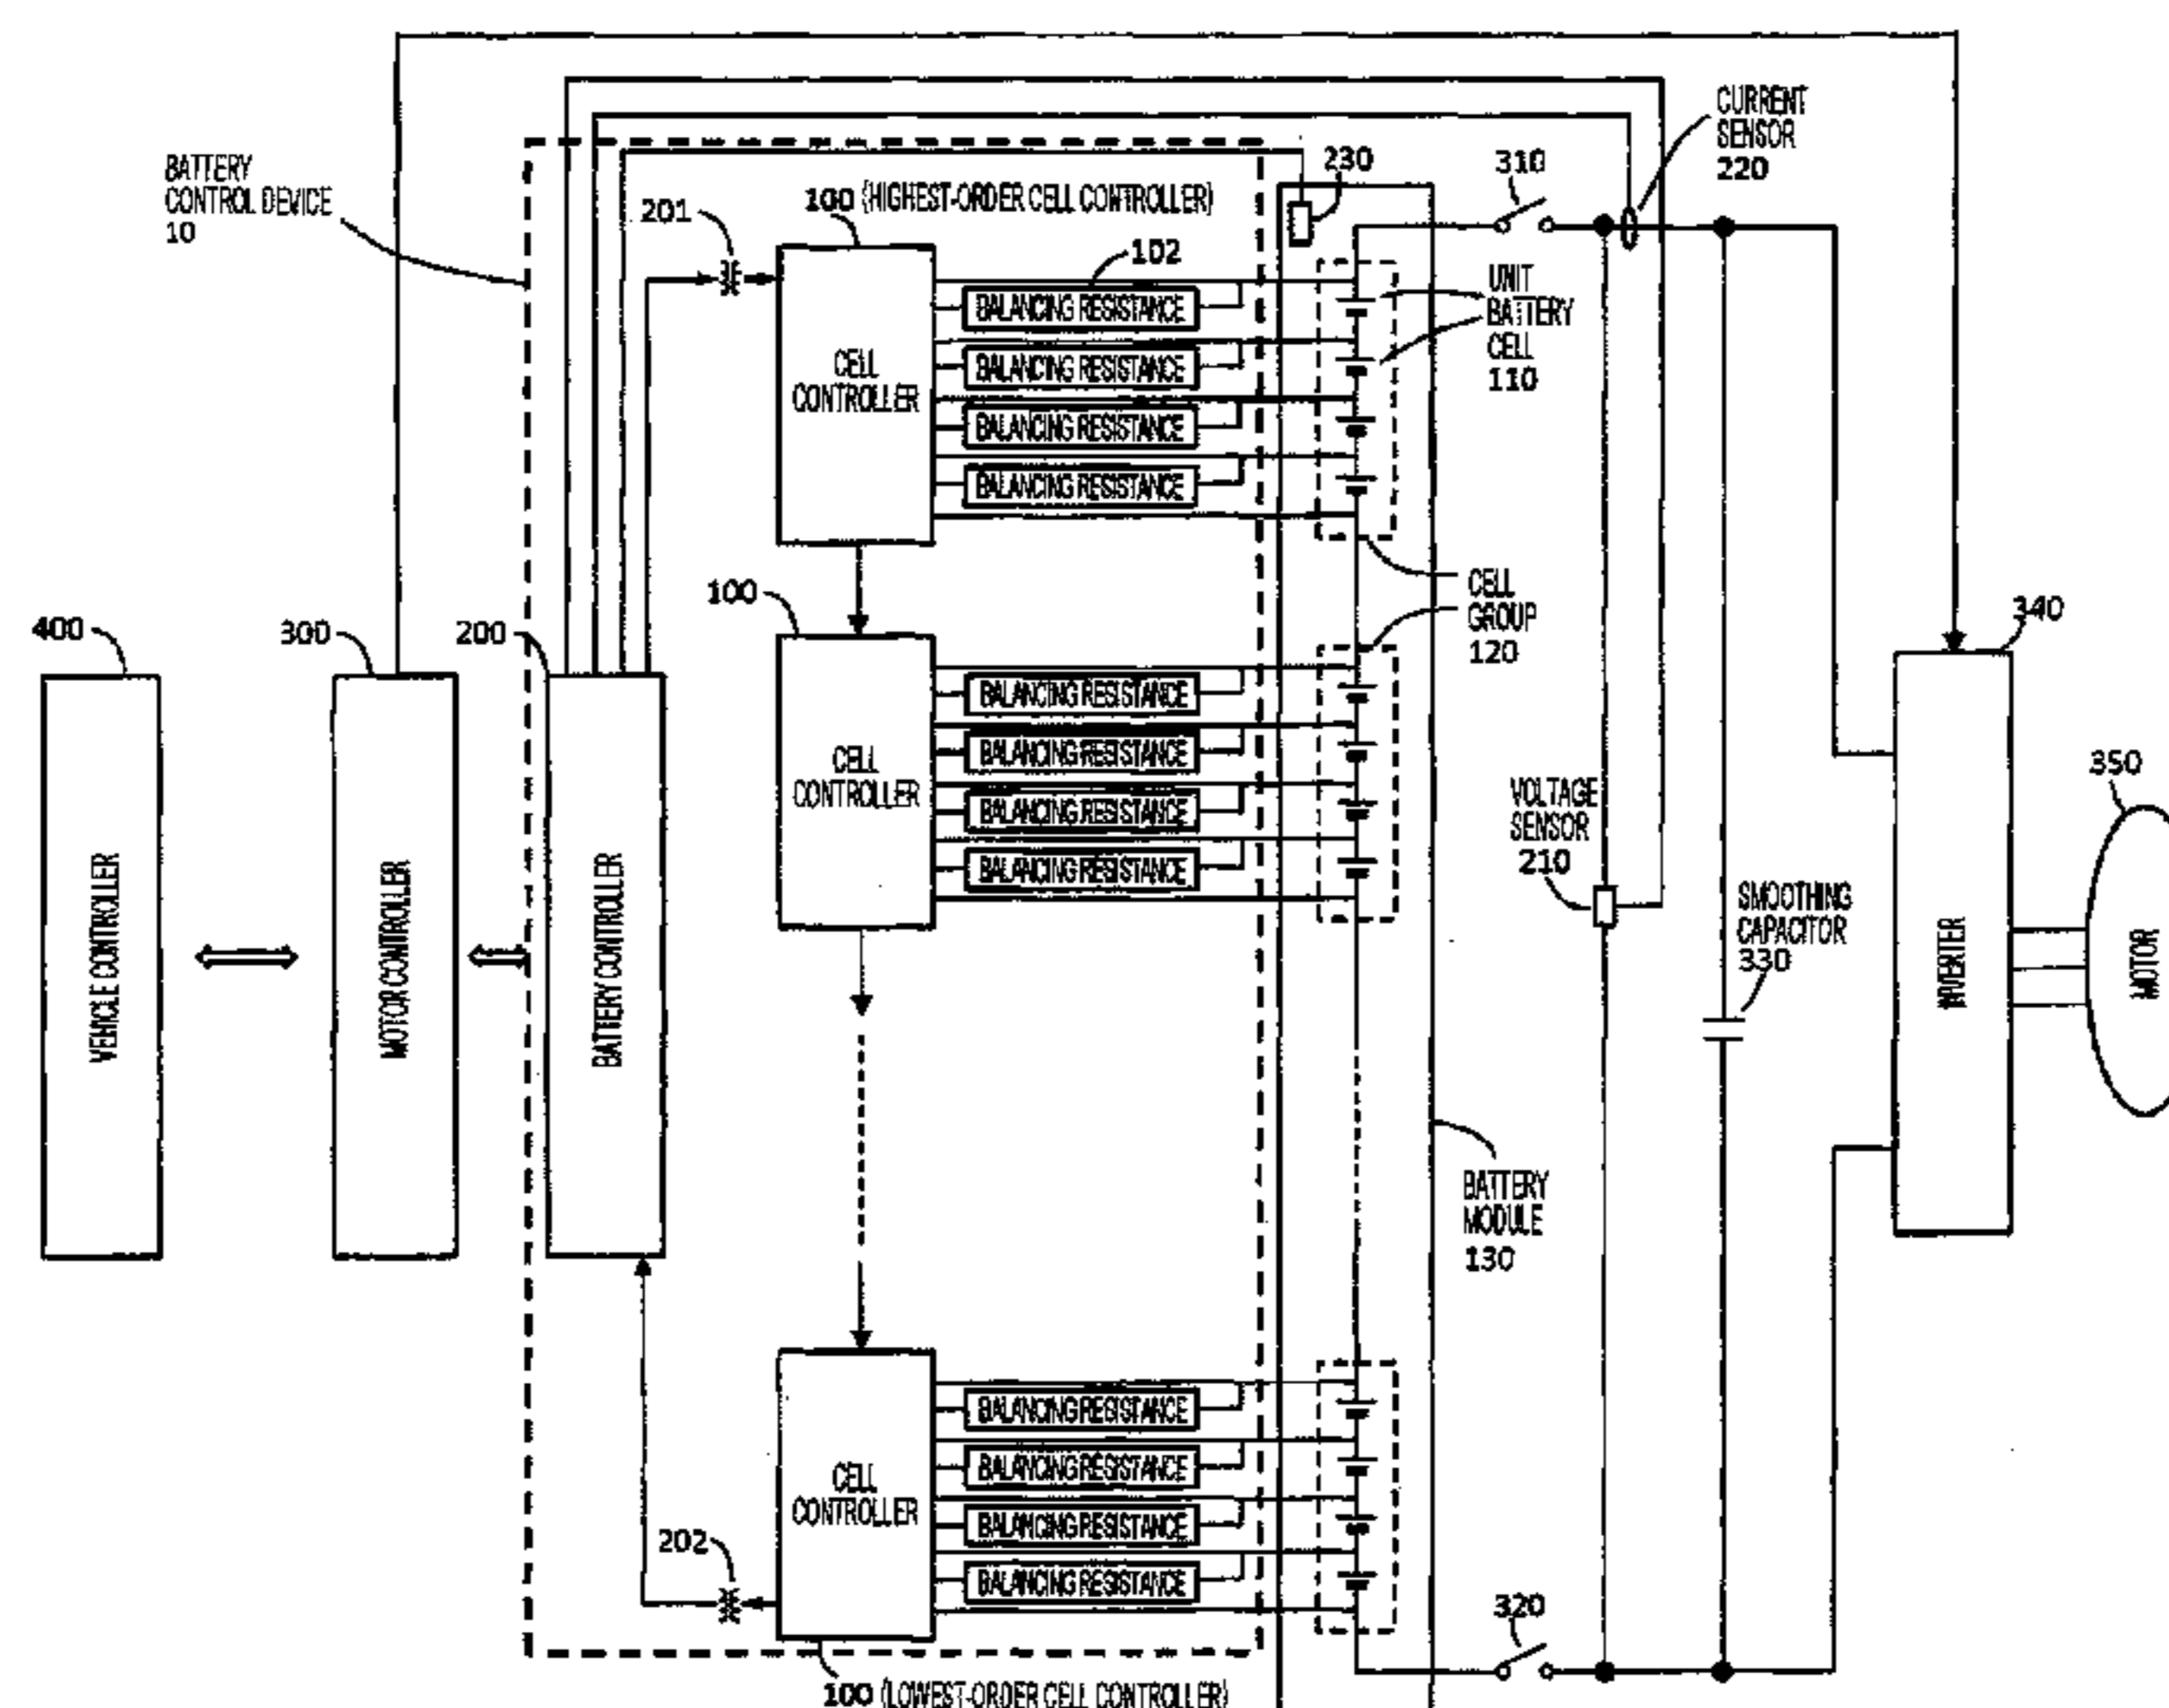 BATTERY
CONTROL DEVICE
10
CURRENT
SENSOR
220
201
100 (HIGHEST-ORDER CELL CONTROLLER)
230
310
102
BALANCING RESISTANCE
BALANCING RESISTANCE
BALANCING RESISTANCE
BALANCING RESISTANCE
CELL
CONTROLLER
UNIT
BATTERY
CELL
110
400
300
200
100
CELL
GROUP
120
340
BALANCING RESISTANCE
BALANCING RESISTANCE
BALANCING RESISTANCE
BALANCING RESISTANCE
CELL
CONTROLLER
VOLTAGE
SENSOR
210
350
VEHICLE CONTROLLER
MOTOR CONTROLLER
BATTERY CONTROLLER
SMOOTHING
CAPACITOR
330
INVERTER
MOTOR
BATTERY
MODULE
130
BALANCING RESISTANCE
BALANCING RESISTANCE
BALANCING RESISTANCE
BALANCING RESISTANCE
CELL
CONTROLLER
202
320
100 (LOWEST-ORDER CELL CONTROLLER)